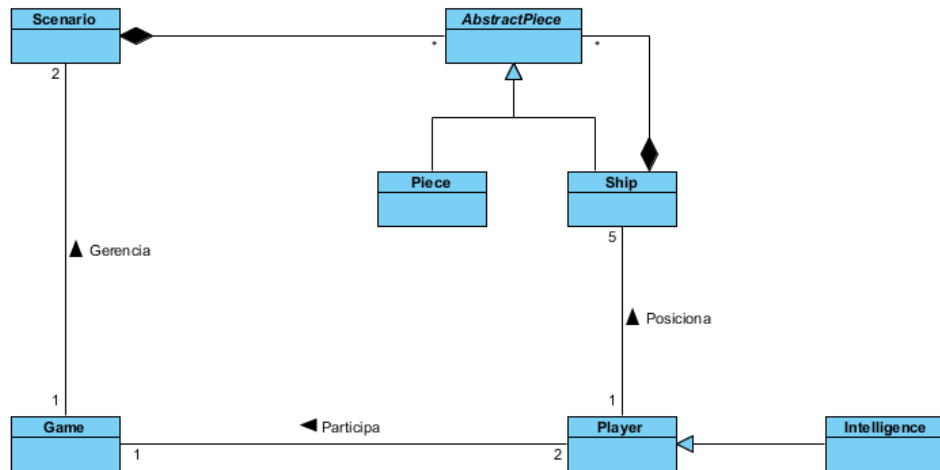 Scenario
AbstractPiece
2
*
*
Piece
Ship
5
Gerencia
Posiciona
1
1
Game
Participa
Player
Intelligence
1
2